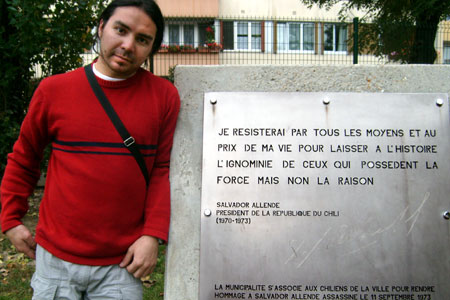 JE RESISTERAI PAR TOUS LES MOYENS ET AU
PRIX DE MA VIE POUR LAISSER A L'HISTOIRE
L'IGNOMINIE DE CEUX QUI POSSEDENT LA
FORCE MAIS NON LA RAISON
SALVADOR ALLENDE
PRESIDENT DE LA REPUBLIQUE DU CHILI
(1970-1973)
LA MUNICIPALITE S'ASSOCIE AUX CHILIENS DE LA VILLE POUR RENDRE
HOMMAGE A SALVADOR ALLENDE ASSASSINE LE 11 SEPTEMBRE 1973